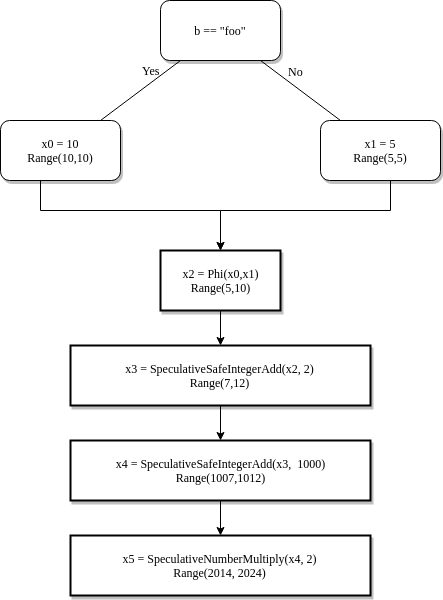 b == "foo"
Yes
No
x0 = 10
Range(10,10)
x1 = 5
Range(5,5)
x2 = Phi(x0,x1)
Range(5,10)
x3 = SpeculativeSafeIntegerAdd(x2, 2)
Range(7,12)
x4 = SpeculativeSafeIntegerAdd(x3,  1000)
Range(1007,1012)
x5 = SpeculativeNumberMultiply(x4, 2)
Range(2014, 2024)